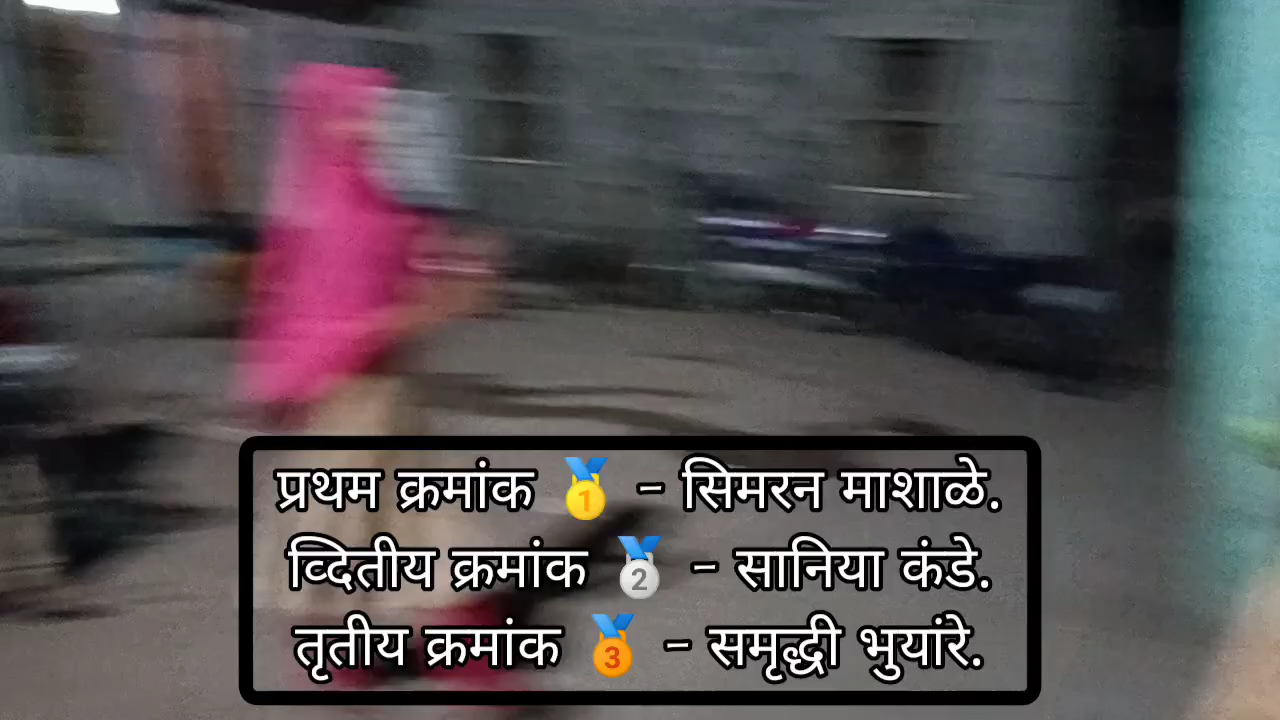 प्रथम क्रमांक 🥇 - सिमरन माशाळे.
व्दितीय क्रमांक 🥈 - सानिया कंडे.
तृतीय क्रमांक 🥉 - समृद्धी भुयांरे.